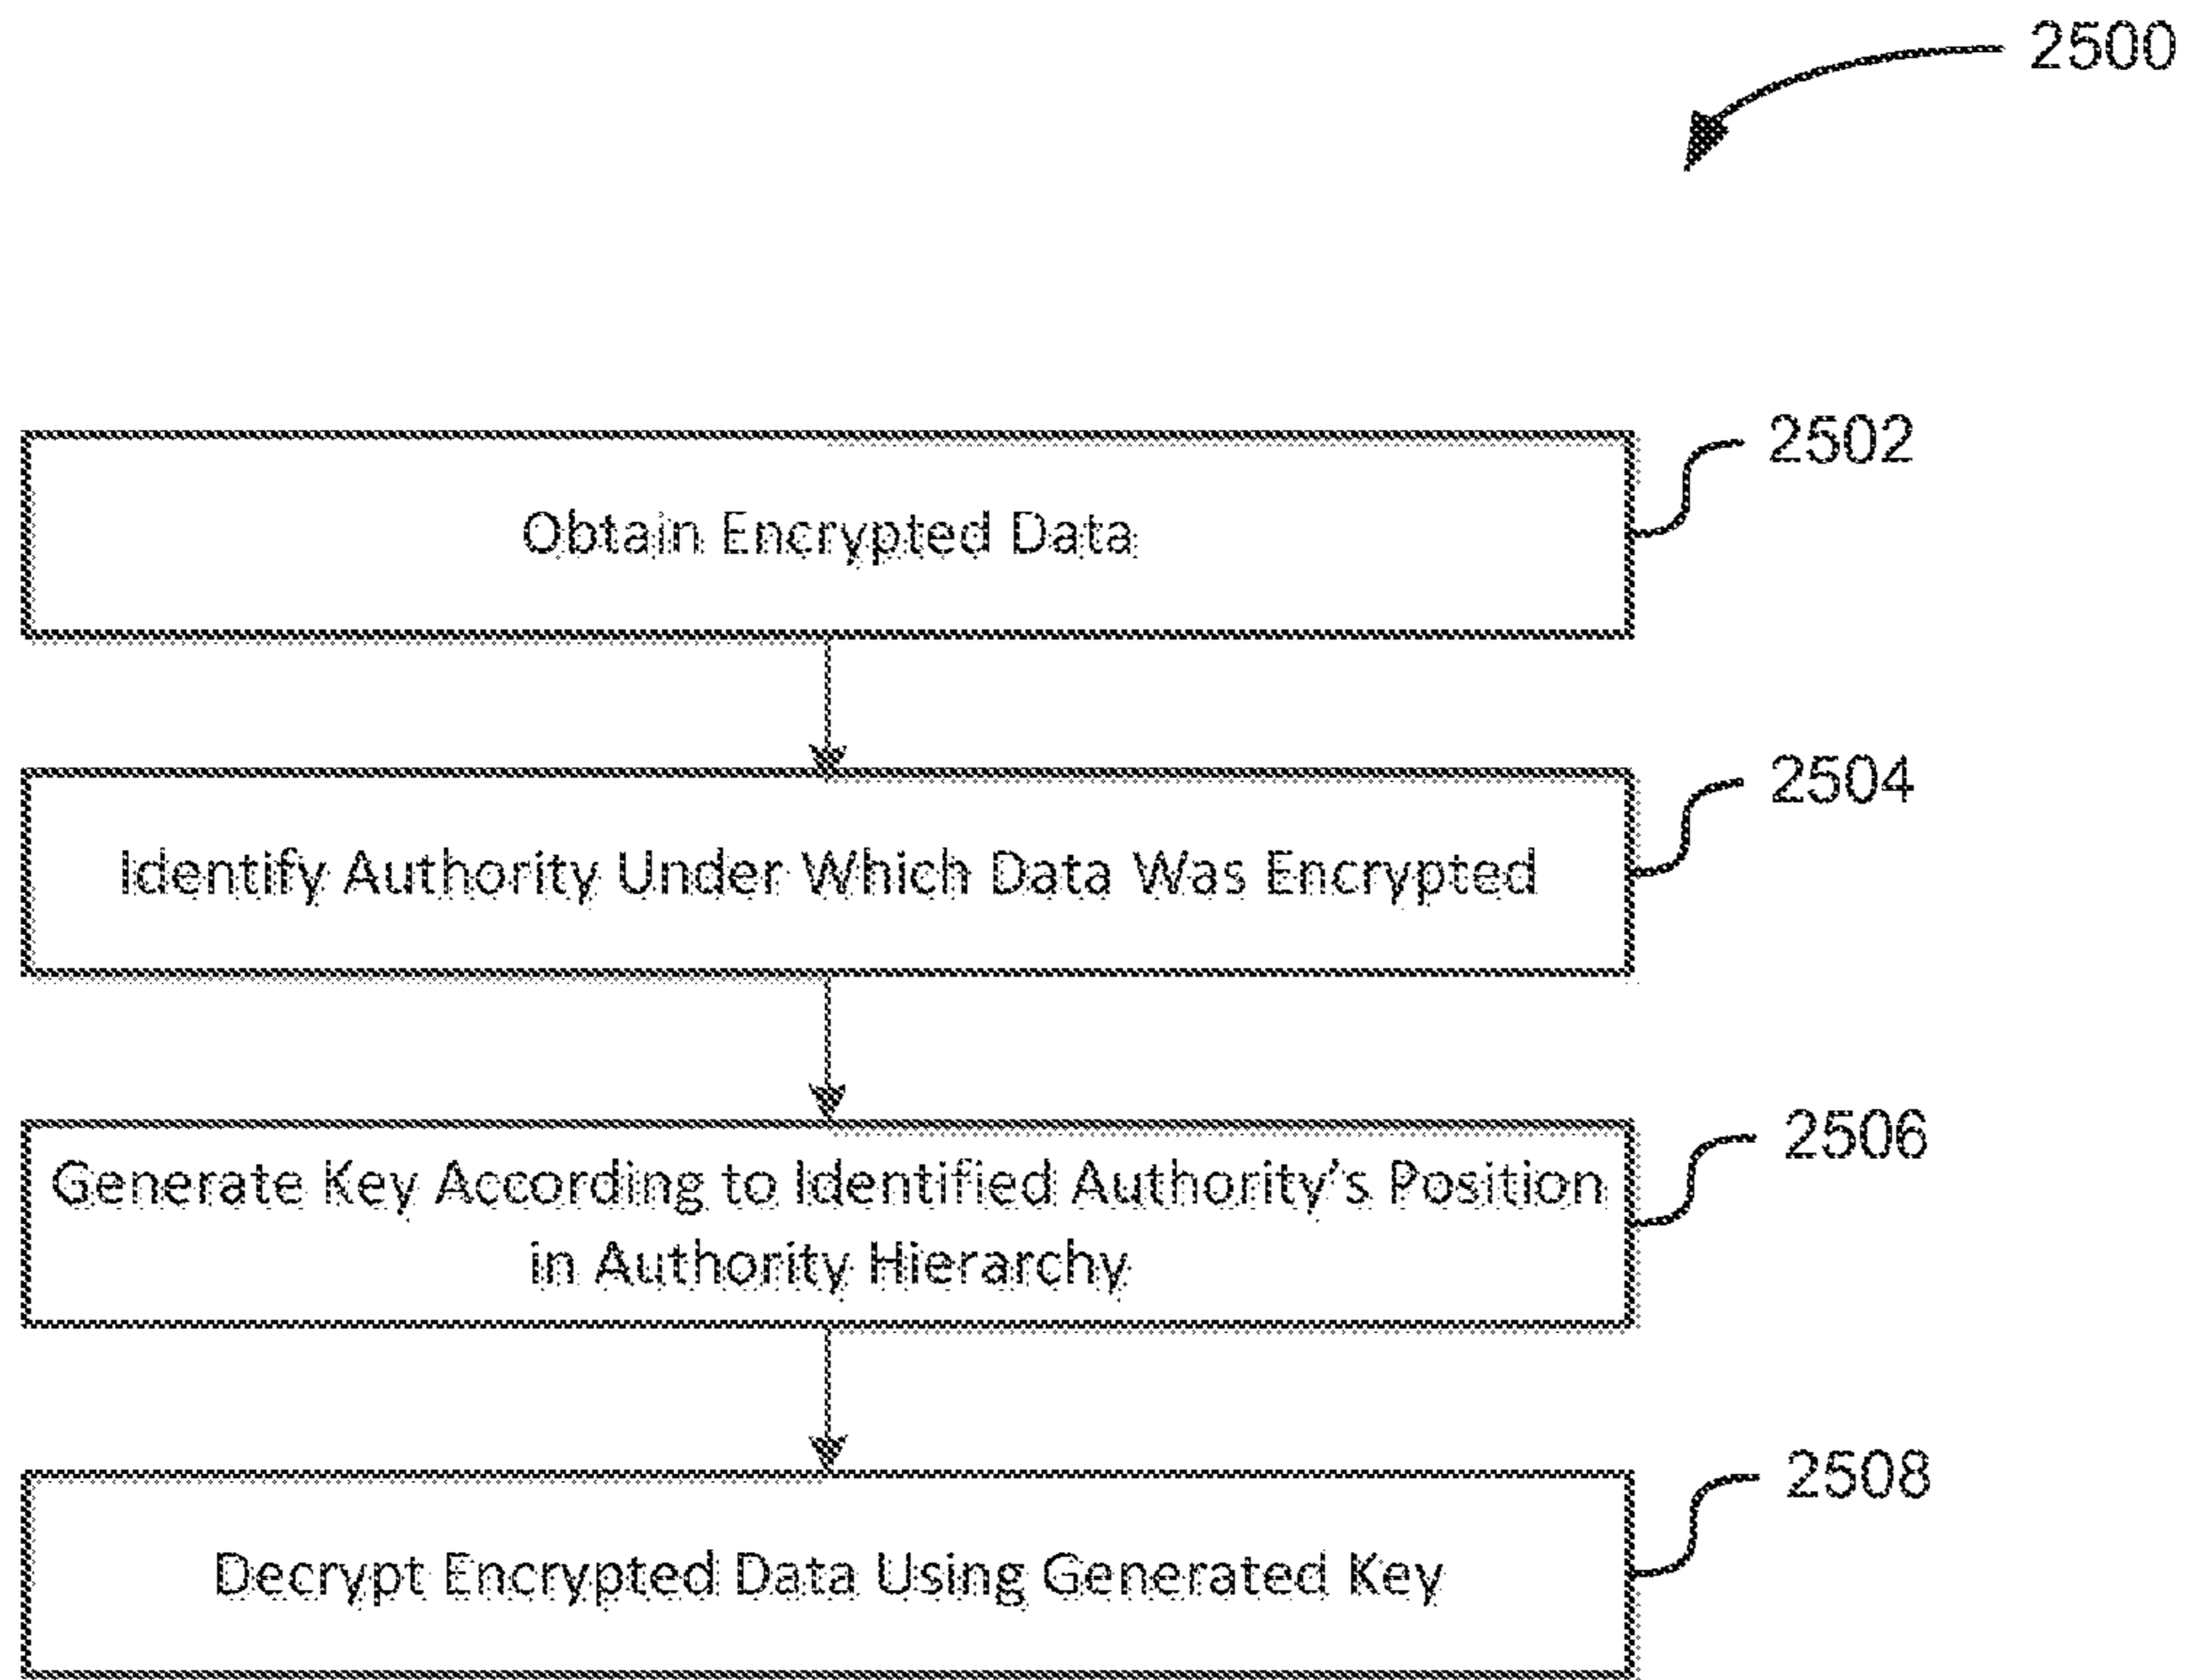 2500
2502
Obtain Encrypted Data
2504
Identify Authority Under Which Data Was Encrypted
2506
Generate Key According to Identified Authority's Position
in Authority Hierarchy
2508
Decrypt Encrypted Data Using Generated Key